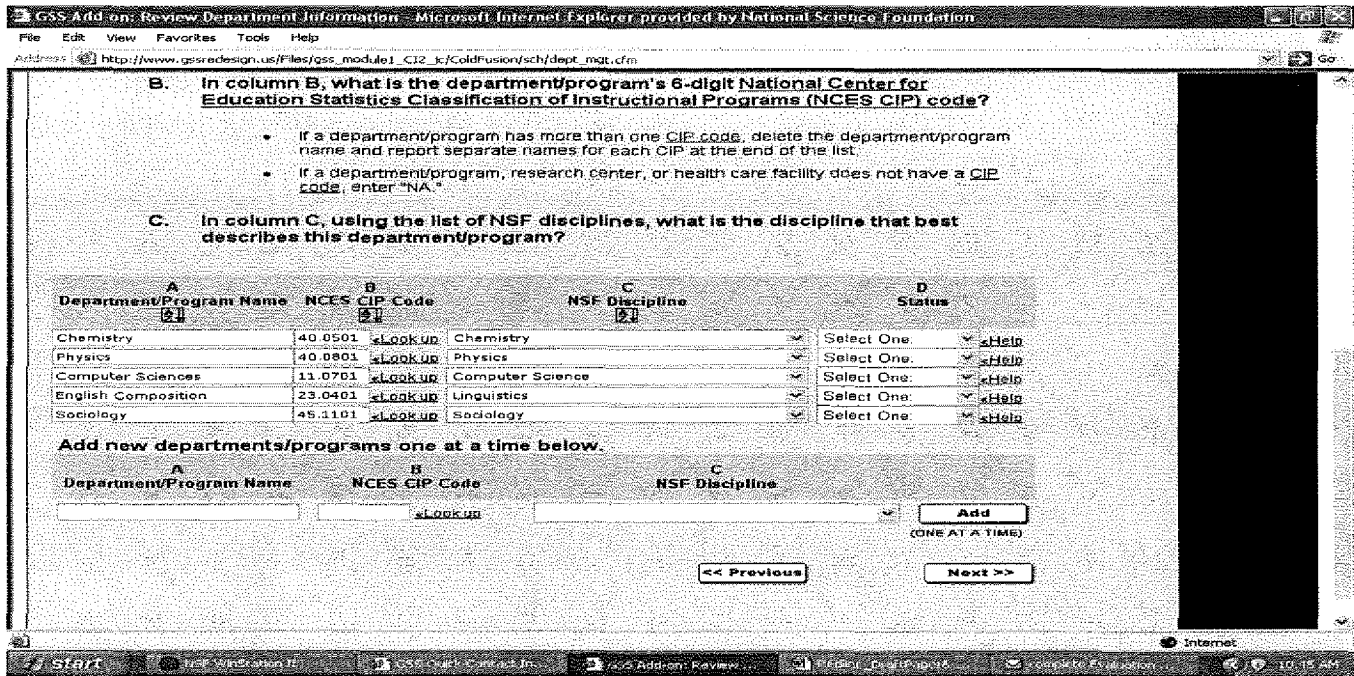 GSS Add-on: Review Department Information - Microsoft Internet Explorer provided by National Science Foundation
File Edit View Favorites Tools Help
Address http://www.gssredesign.us/Files/gss_module1_CI2_jc/ColdFusion/sch/dept_mgt.cfm Go
B. In column B, what is the department/program's 6-digit National Center for
Education Statistics Classification of Instructional Programs (NCES CIP) code?
• If a department/program has more than one CIP code, delete the department/program
name and report separate names for each CIP at the end of the list.
• If a department/program, research center, or health care facility does not have a CIP
code, enter "NA."
C. In column C, using the list of NSF disciplines, what is the discipline that best
describes this department/program?
A B C D
Department/Program Name NCES CIP Code NSF Discipline Status
Chemistry 40.0501 <Look up Chemistry Select One: <Help
Physics 40.0801 <Look up Physics Select One: <Help
Computer Sciences 11.0701 <Look up Computer Science Select One: <Help
English Composition 23.0401 <Look up Linguistics Select One: <Help
Sociology 45.1101 <Look up Sociology Select One: <Help
Add new departments/programs one at a time below.
A B C
Department/Program Name NCES CIP Code NSF Discipline
<Look up Add
(ONE AT A TIME)
<< Previous Next >>
Internet
Start NSF WinStation GSS Quick Contact In... GSS Add-on: Review... Complete Evaluation... 10:15 AM